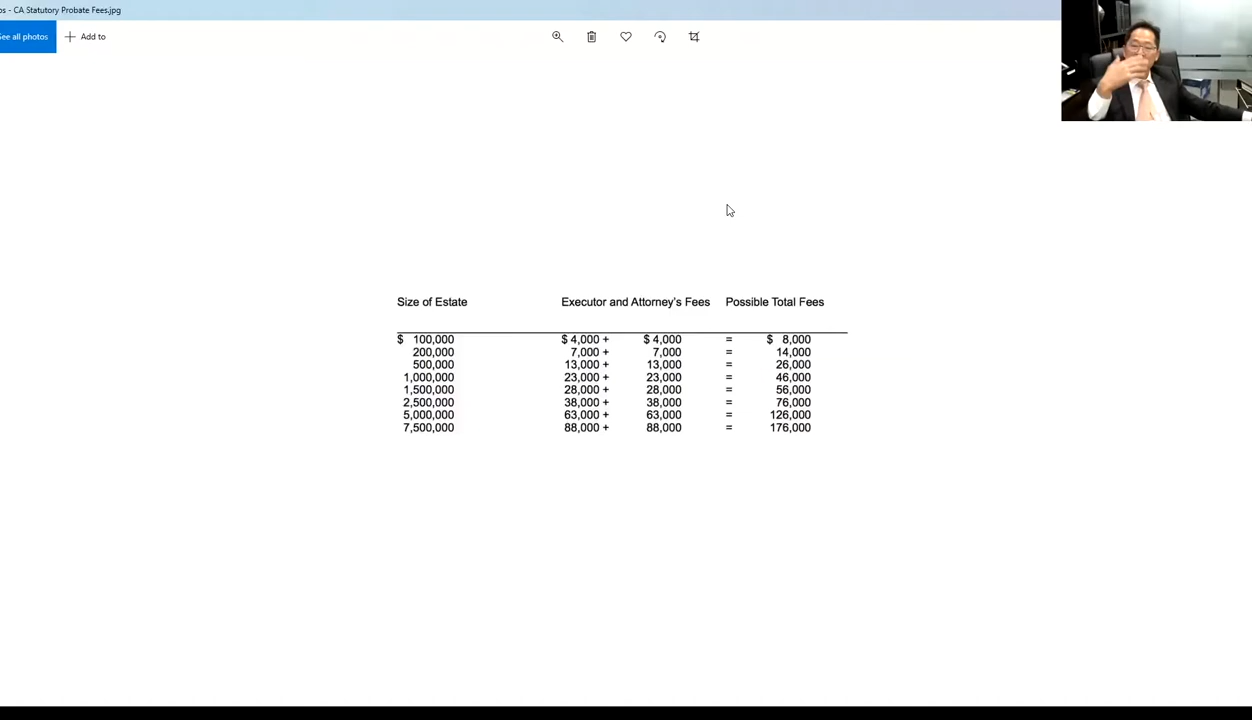 os - CA Statutory Probate Fees.jpg
See all photos Add to
Size of Estate Executor and Attorney's Fees Possible Total Fees
$ 100,000 $ 4,000 + $ 4,000 = $ 8,000
200,000 7,000 + 7,000 = 14,000
500,000 13,000 + 13,000 = 26,000
1,000,000 23,000 + 23,000 = 46,000
1,500,000 28,000 + 28,000 = 56,000
2,500,000 38,000 + 38,000 = 76,000
5,000,000 63,000 + 63,000 = 126,000
7,500,000 88,000 + 88,000 = 176,000